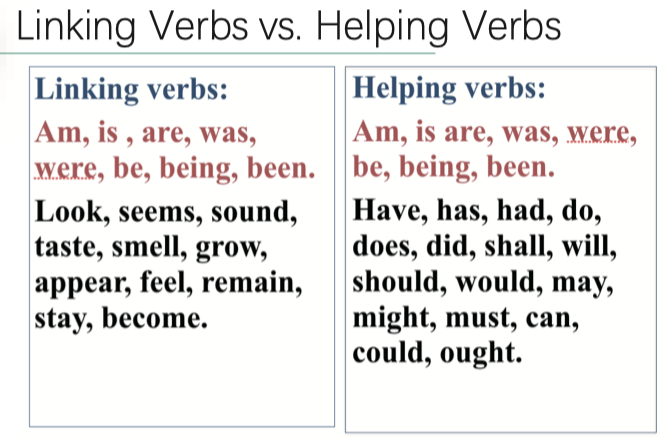 Linking Verbs vs. Helping Verbs
Linking verbs:
Am, is , are, was,
were, be, being, been.
Look, seems, sound,
taste, smell, grow,
appear, feel, remain,
stay, become.
Helping verbs:
Am, is are, was, were,
be, being, been.
Have, has, had, do,
does, did, shall, will,
should, would, may,
might, must, can,
could, ought.